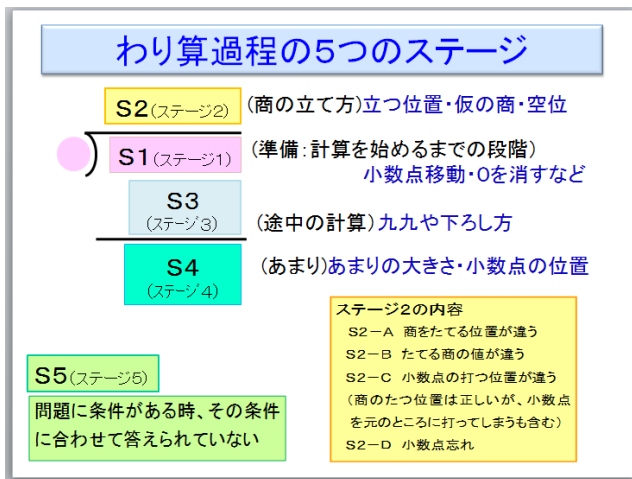 わり算過程の5つのステージ
S2(ステージ2) (商の立て方)立つ位置・仮の商・空位
S1(ステージ1) (準備:計算を始めるまでの段階)
小数点移動・0を消すなど
S3
(ステージ3) (途中の計算)九九や下ろし方
S4
(ステージ4) (あまり)あまりの大きさ・小数点の位置
ステージ2の内容
S2-A 商をたてる位置が違う
S2-B たてる商の値が違う
S2-C 小数点の打つ位置が違う
(商のたつ位置は正しいが、小数点
を元のところに打ってしまうも含む)
S2-D 小数点忘れ
S5(ステージ5)
問題に条件がある時、その条件
に合わせて答えられていない